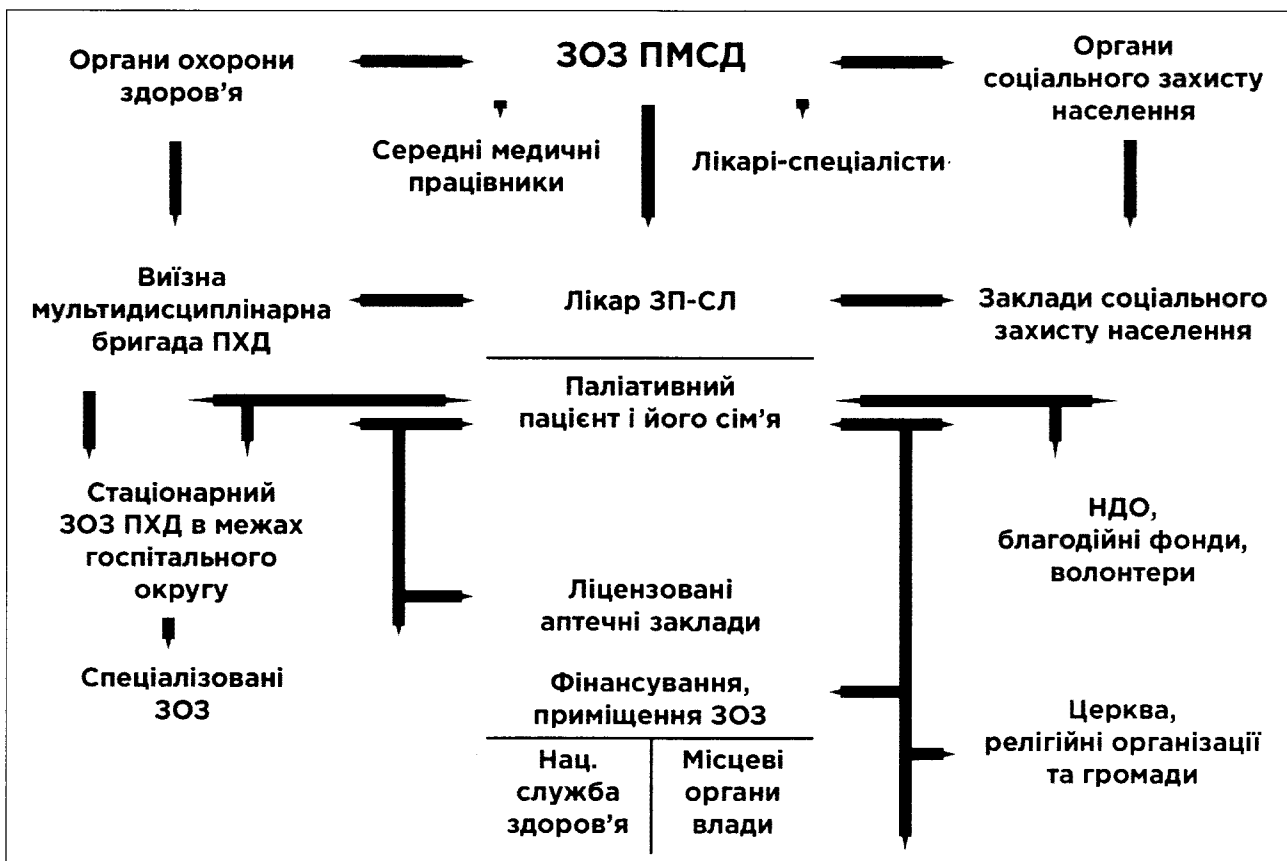 Органи охорони
здоров’я
ЗОЗ ПМСД
Органи
соціального захисту
населення
Середні медичні
працівники
Лікарі-спеціалісти
Виїзна
мультидисциплінарна
бригада ПХД
Лікар ЗП-СЛ
Заклади соціального
захисту населення
Паліативний
пацієнт і його сім’я
Стаціонарний
ЗОЗ ПХД в межах
госпітального
округу
НДО,
благодійні фонди,
волонтери
Ліцензовані
аптечні заклади
Спеціалізовані
ЗОЗ
Фінансування,
приміщення ЗОЗ
Церква,
релігійні організації
та громади
Нац.
служба
здоров’я
Місцеві
органи
влади